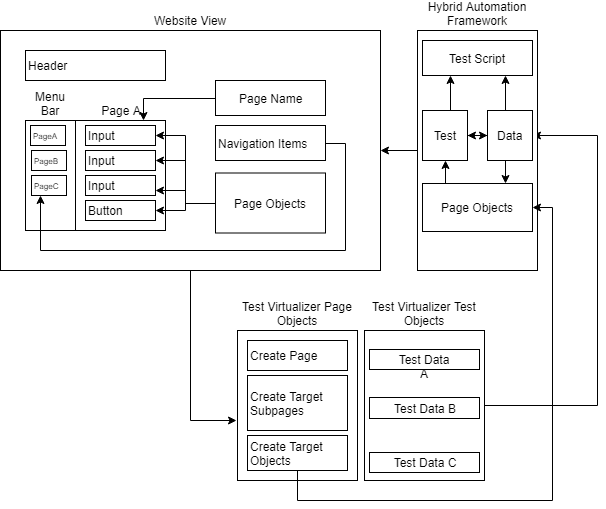 Website View
Hybrid Automation
Framework
Header
Menu
Bar
Page A
PageA
PageB
PageC
Input
Input
Input
Button
Page Name
Navigation Items
Page Objects
Test Script
Test
Data
Page Objects
Test Virtualizer Page
Objects
Create Page
Create Target
Subpages
Create Target
Objects
Test Virtualizer Test
Objects
Test Data
A
Test Data B
Test Data C